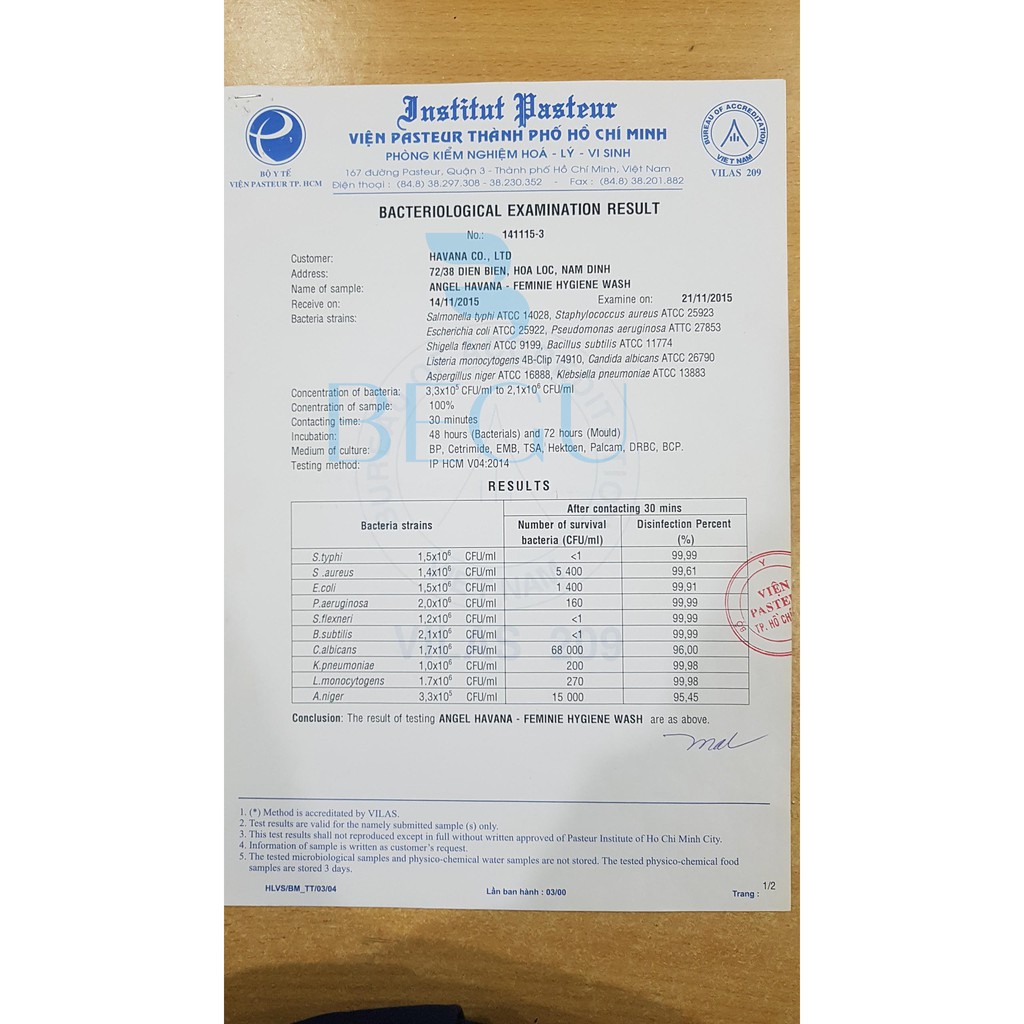 Institut Pasteur
VIỆN PASTEUR THÀNH PHỐ HỒ CHÍ MINH
PHÒNG KIỂM NGHIỆM HOÁ - LÝ - VI SINH
167 đường Pasteur, Quận 3 - Thành phố Hồ Chí Minh, Việt Nam
Điện thoại : (84.8) 38.297.308 - 38.230.352 - Fax : (84.8) 38.201.882
BỘ Y TẾ
VIỆN PASTEUR TP. HCM
BUREAU OF ACCREDITATION
VIET NAM
VILAS 209
BACTERIOLOGICAL EXAMINATION RESULT
No.: 141115-3
Customer: HAVANA CO., LTD
Address: 72/38 DIEN BIEN, HOA LOC, NAM DINH
Name of sample: ANGEL HAVANA - FEMINIE HYGIENE WASH
Receive on: 14/11/2015 Examine on: 21/11/2015
Bacteria strains: Salmonella typhi ATCC 14028, Staphylococcus aureus ATCC 25923
Escherichia coli ATCC 25922, Pseudomonas aeruginosa ATTC 27853
Shigella flexneri ATCC 9199, Bacillus subtilis ATCC 11774
Listeria monocytogens 4B-Clip 74910, Candida albicans ATCC 26790
Aspergillus niger ATCC 16888, Klebsiella pneumoniae ATCC 13883
Concentration of bacteria: 3,3x10⁵ CFU/ml to 2,1x10⁶ CFU/ml
Conentration of sample: 100%
Contacting time: 30 minutes
Incubation: 48 hours (Bacterials) and 72 hours (Mould)
Medium of culture: BP, Cetrimide, EMB, TSA, Hektoen, Palcam, DRBC, BCP.
Testing method: IP HCM V04:2014
BEGU
RESULTS
Bacteria strains After contacting 30 mins
Number of survival bacteria (CFU/ml) Disinfection Percent (%)
S.typhi 1,5x10⁶ CFU/ml <1 99,99
S .aureus 1,4x10⁶ CFU/ml 5 400 99,61
E.coli 1,5x10⁶ CFU/ml 1 400 99,91
P.aeruginosa 2,0x10⁶ CFU/ml 160 99,99
S.flexneri 1,2x10⁶ CFU/ml <1 99,99
B.subtilis 2,1x10⁶ CFU/ml <1 99,99
C.albicans 1,7x10⁶ CFU/ml 68 000 96,00
K.pneumoniae 1,0x10⁶ CFU/ml 200 99,98
L.monocytogens 1.7x10⁶ CFU/ml 270 99,98
A.niger 3,3x10⁵ CFU/ml 15 000 95,45
VILAS 209
VIỆN
PASTEU
TP. HỒ CHÍ
Conclusion: The result of testing ANGEL HAVANA - FEMINIE HYGIENE WASH are as above.
1. (*) Method is accreditated by VILAS.
2. Test results are valid for the namely submitted sample (s) only.
3. This test results shall not reproduced except in full without written approved of Pasteur Institute of Ho Chi Minh City.
4. Information of sample is written as customer's request.
5. The tested microbiological samples and physico-chemical water samples are not stored. The tested physico-chemical food
samples are stored 3 days.
HLVS/BM_TT/03/04 Lần ban hành : 03/00 Trang : 1/2